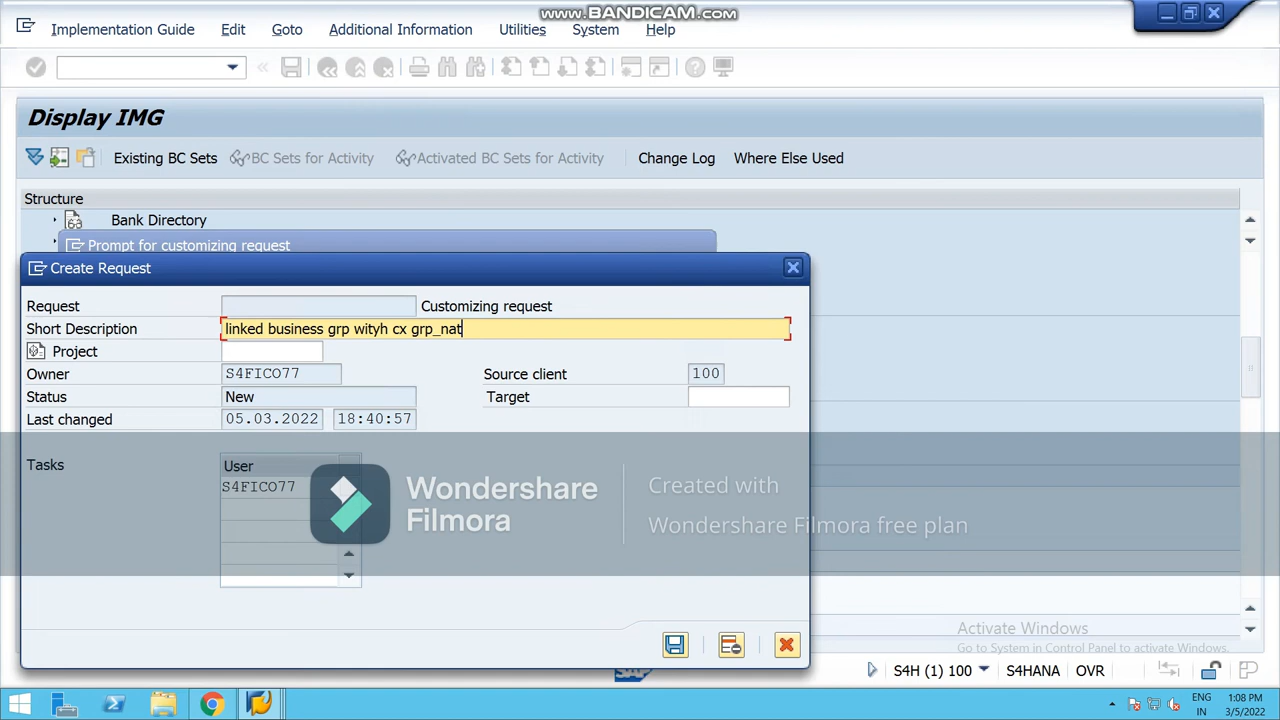 www.BANDICAM.com
Implementation Guide Edit Goto Additional Information Utilities System Help
Display IMG
Existing BC Sets BC Sets for Activity Activated BC Sets for Activity Change Log Where Else Used
Structure
Bank Directory
Prompt for customizing request
Create Request
Request Customizing request
Short Description linked business grp wityh cx grp_nat
Project
Owner S4FICO77 Source client 100
Status New Target
Last changed 05.03.2022 18:40:57
Tasks User
S4FICO77
Wondershare Filmora
Created with
Wondershare Filmora free plan
Activate Windows
Go to System in Control Panel to activate Windows.
SAP
S4H (1) 100 S4HANA OVR
ENG 1:08 PM
IN 3/5/2022